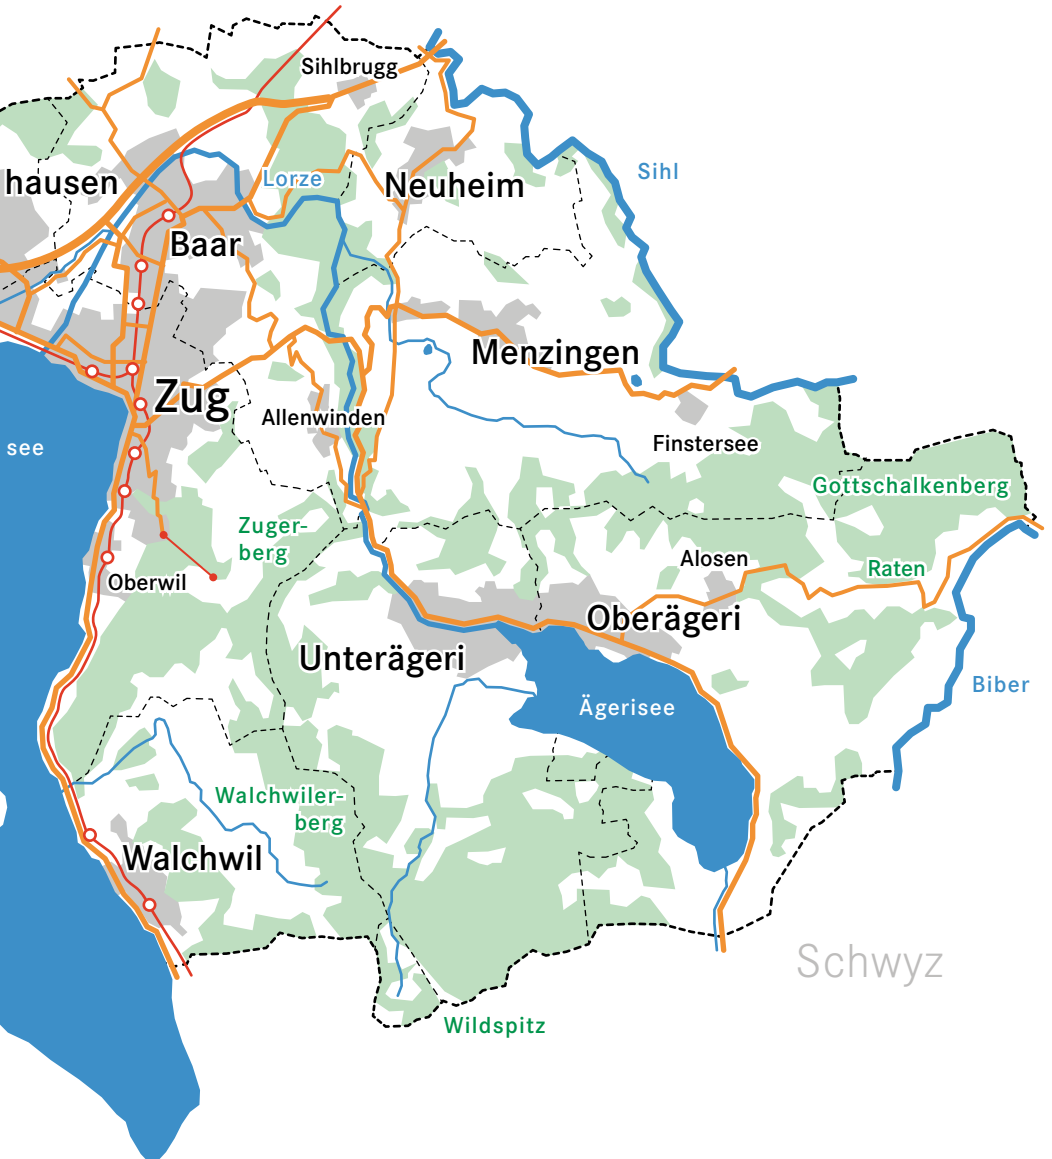 Sihlbrugg
hausen
Lorze
Neuheim
Sihl
Baar
Menzingen
Zug
Allenwinden
see
Finstersee
Gottschalkenberg
Zuger-
berg
Alosen
Raten
Oberwil
Oberägeri
Unterägeri
Biber
Ägerisee
Walchwiler-
berg
Walchwil
Schwyz
Wildspitz